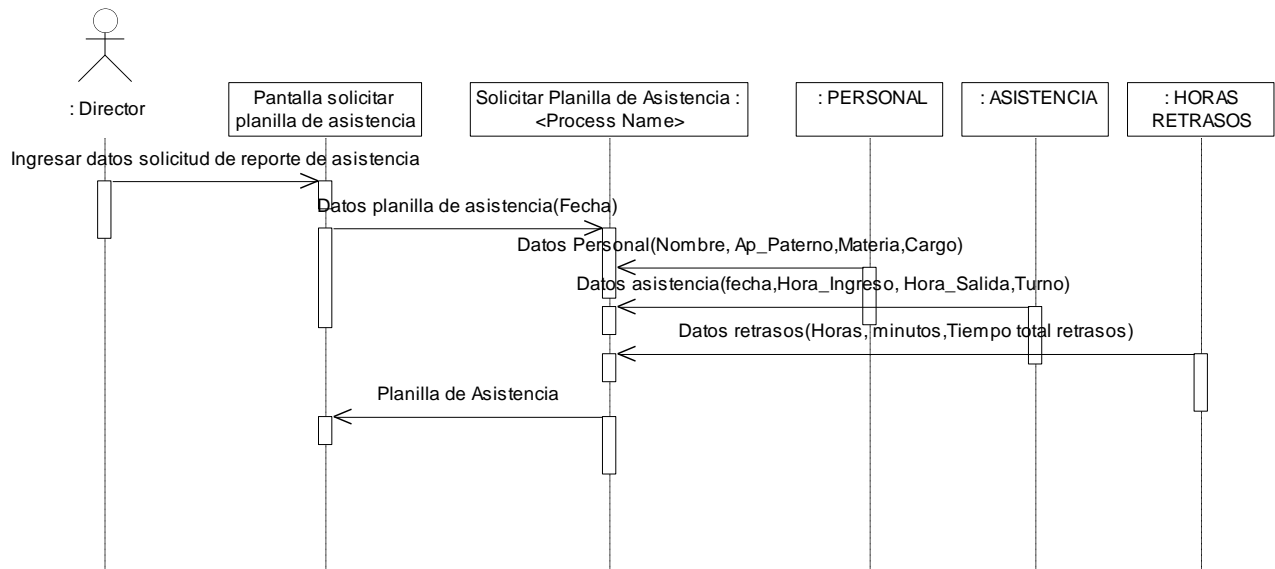 : Director
Pantalla solicitar
planilla de asistencia
Solicitar Planilla de Asistencia :
<Process Name>
: PERSONAL
: ASISTENCIA
: HORAS
RETRASOS
Ingresar datos solicitud de reporte de asistencia
Datos planilla de asistencia(Fecha)
Datos Personal(Nombre, Ap_Paterno,Materia,Cargo)
Datos asistencia(fecha,Hora_Ingreso, Hora_Salida,Turno)
Datos retrasos(Horas, minutos,Tiempo total retrasos)
Planilla de Asistencia